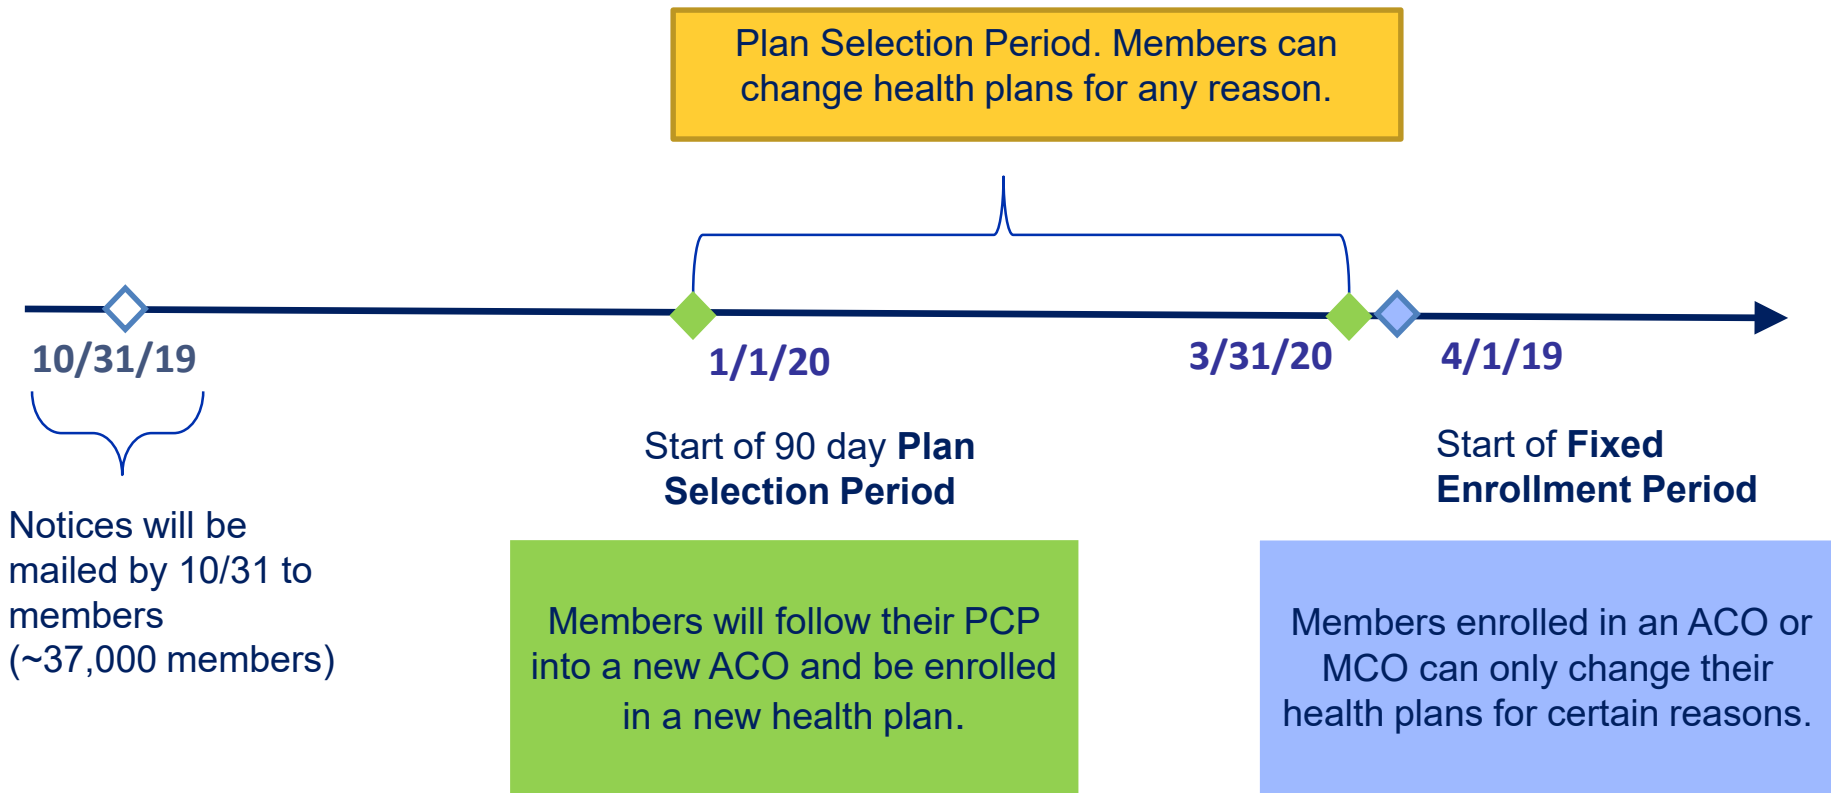 Plan Selection Period. Members can
change health plans for any reason.
10/31/19
1/1/20
3/31/20
4/1/19
Notices will be
mailed by 10/31 to
members
(~37,000 members)
Start of 90 day Plan
Selection Period
Members will follow their PCP
into a new ACO and be enrolled
in a new health plan.
Start of Fixed
Enrollment Period
Members enrolled in an ACO or
MCO can only change their
health plans for certain reasons.